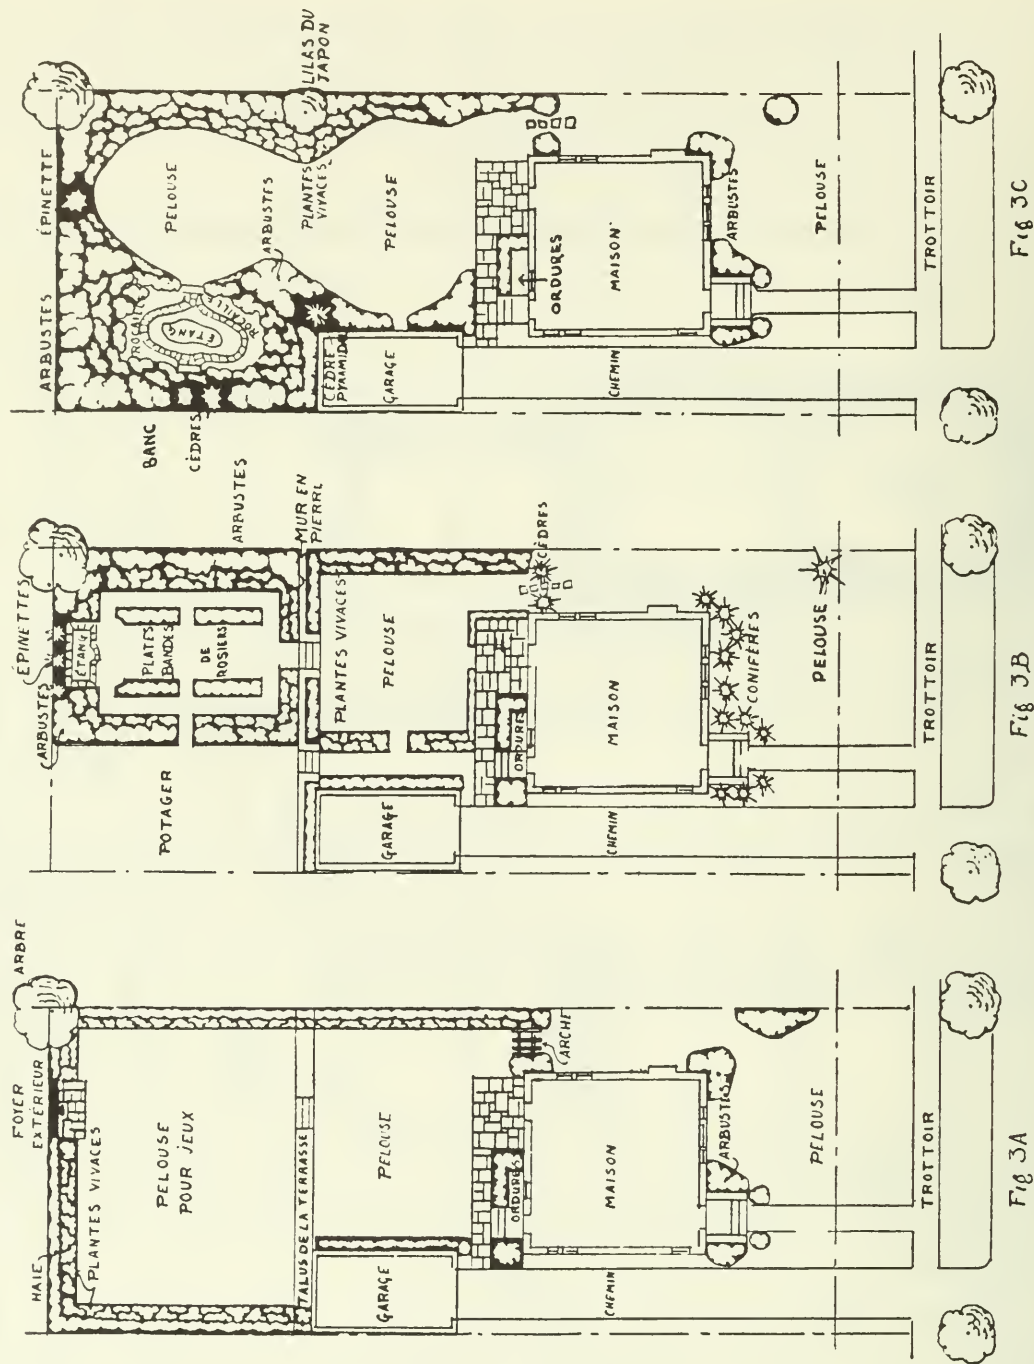 HAIE
FOYER
EXTÉRIEUR
ARBRE
PLANTES VIVACES
PELOUSE
POUR JEUX
TALUS DE LA TERRASSE
GARAGE
PELOUSE
ORDURES
ARCHE
CHEMIN
MAISON
ARBUSTES
PELOUSE
TROTTOIR
Fig 3A
ARBUSTES
ÉPINETTES
ÉTANG
POTAGER
PLATES
BANDES
DE
ROSIERS
ARBUSTES
MUR EN
PIERRE
PLANTES VIVACES
GARAGE
PELOUSE
ORDURES
CÈDRES
CHEMIN
MAISON
CONIFÈRES
PELOUSE
TROTTOIR
Fig 3B
ARBUSTES
ÉPINETTE
BANC
CÈDRES
ROCAILLE
ÉTANG
ROCAILLE
PELOUSE
ARBUSTES
PLANTES
VIVACES
LILAS DU
JAPON
CÈDRE
PYRAMIDAL
GARAGE
PELOUSE
ORDURES
CHEMIN
MAISON
ARBUSTES
PELOUSE
TROTTOIR
Fig 3C